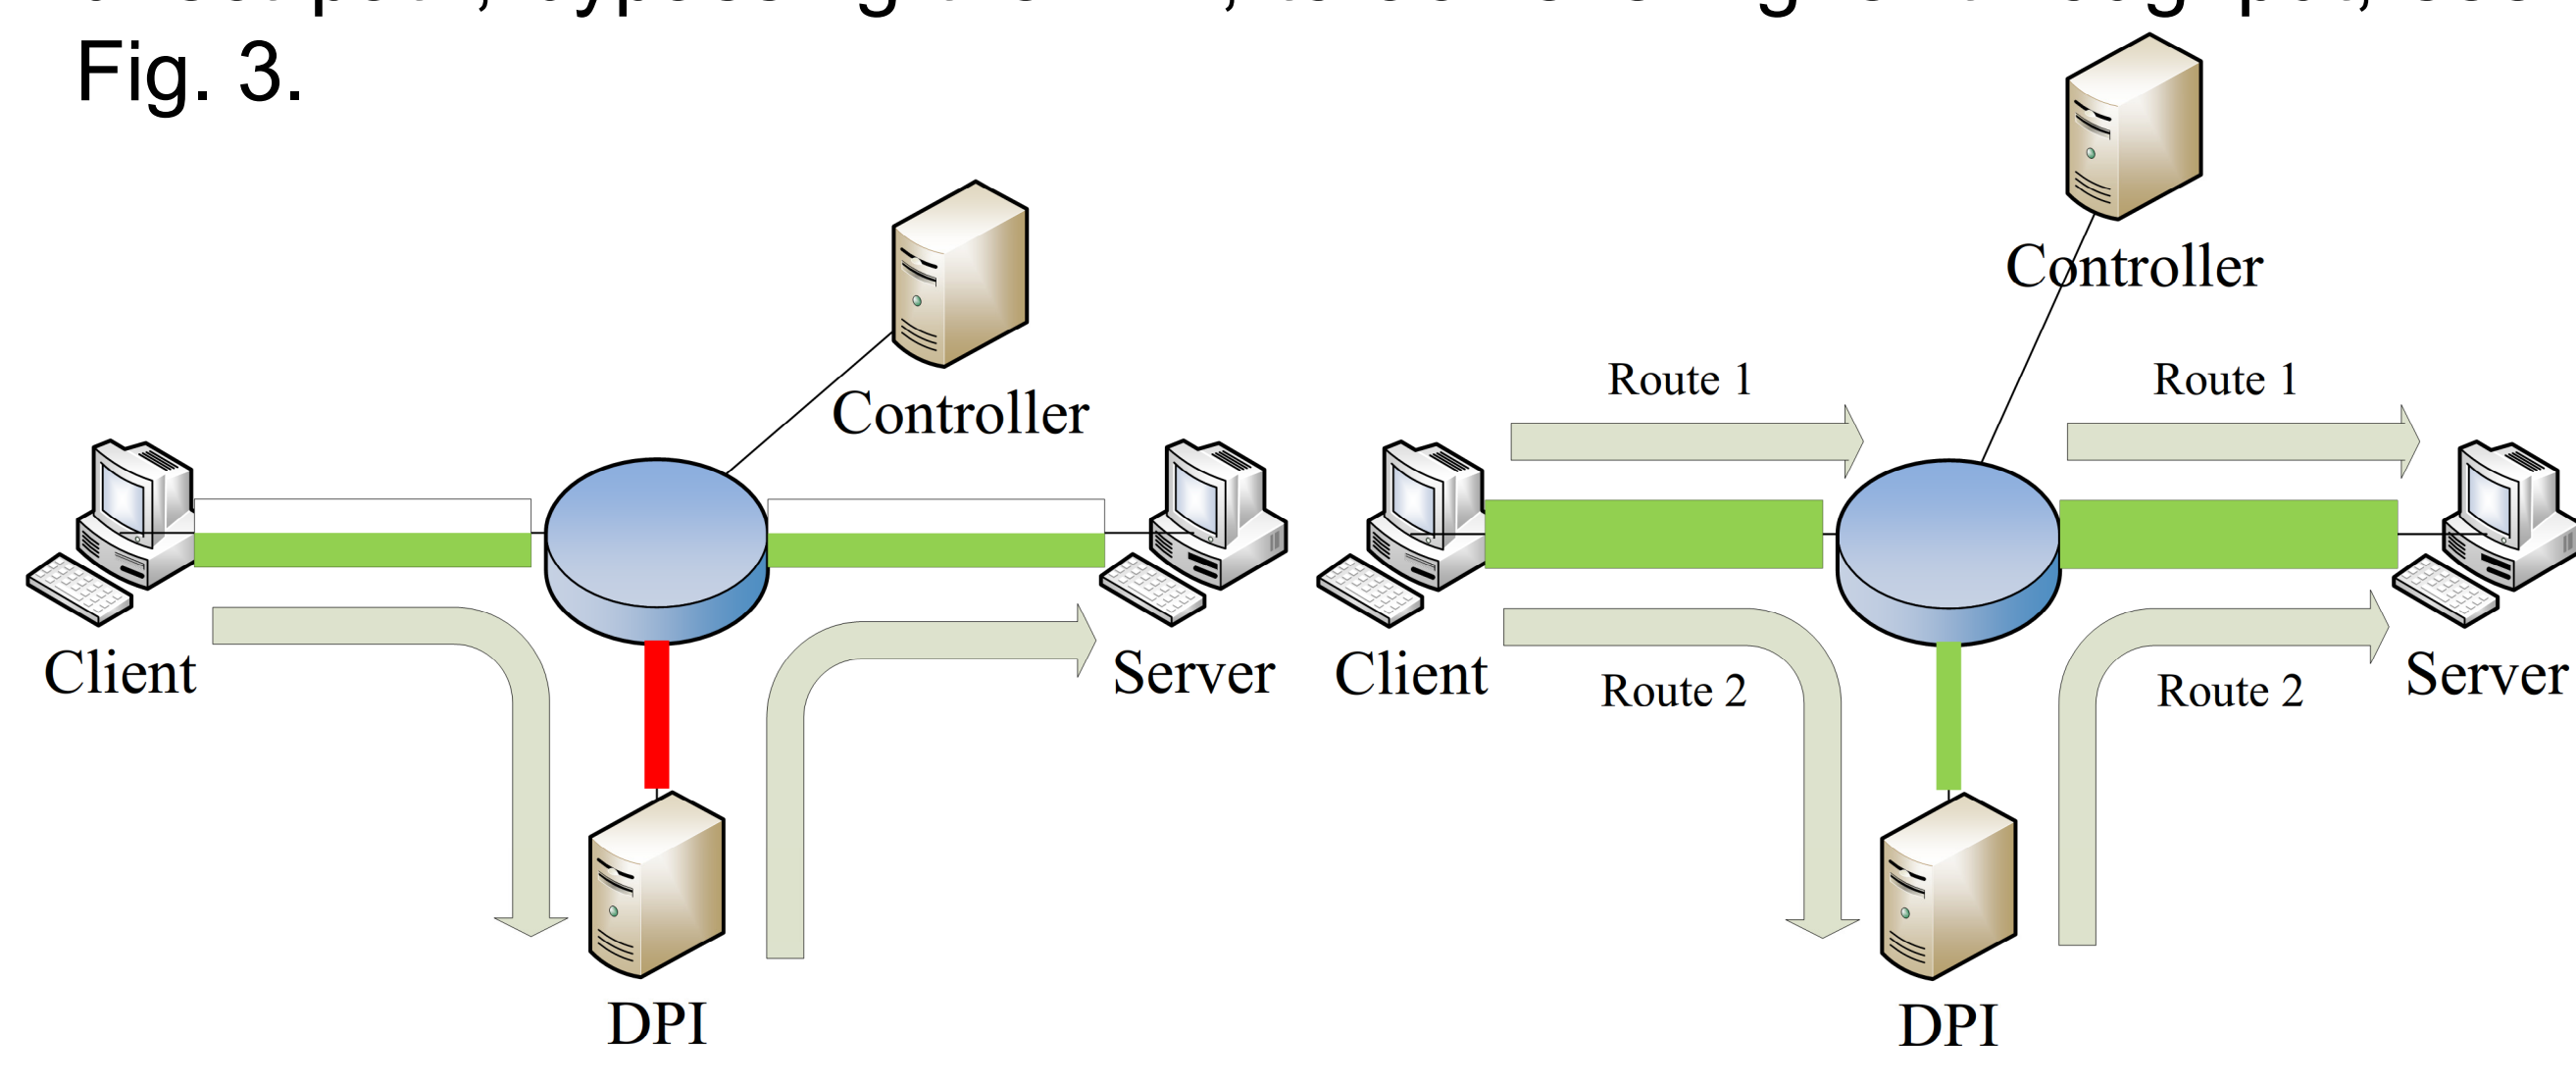 Fig. 3.
Controller
Controller
Route 1
Route 1
Client
Server
Client
Route 2
Route 2
Server
DPI
DPI